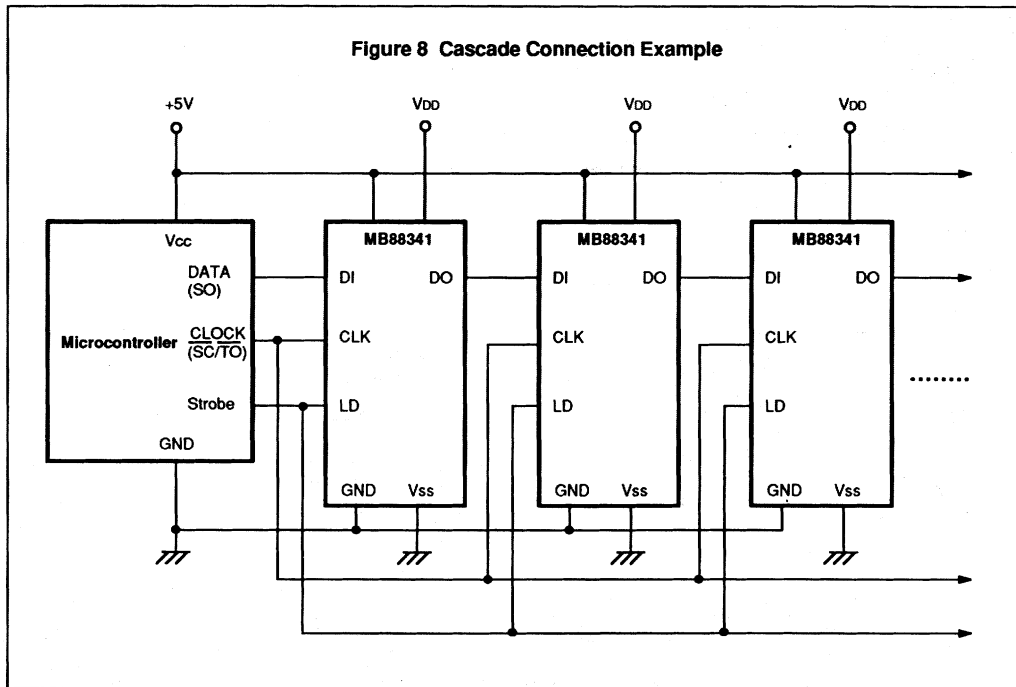 Figure 8 Cascade Connection Example
+5V
VDD
VDD
VDD
Vcc
DATA
(SO)
Microcontroller
CLOCK
(SC/TO)
Strobe
GND
MB88341
DI
DO
CLK
LD
GND
Vss
MB88341
DI
DO
CLK
LD
GND
Vss
MB88341
DI
DO
CLK
LD
GND
Vss
.........